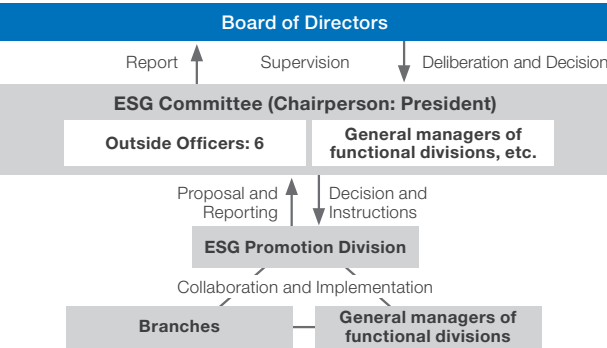 Board of Directors
Report
Supervision
Deliberation and Decision
ESG Committee (Chairperson: President)
Outside Officers: 6
General managers of
functional divisions, etc.
Proposal and
Reporting
Decision and
Instructions
ESG Promotion Division
Collaboration and Implementation
Branches
General managers of
functional divisions